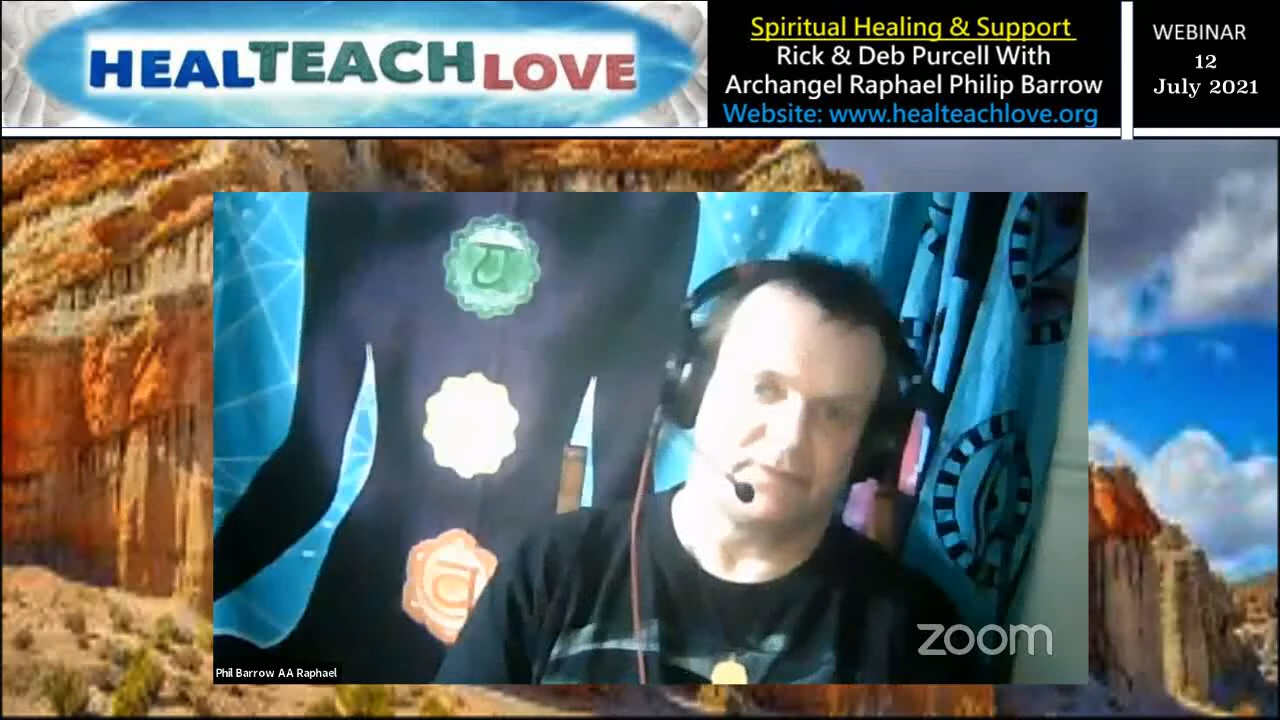 HEALTEACHLOVE
Spiritual Healing & Support
Rick & Deb Purcell With
Archangel Raphael Philip Barrow
Website: www.healteachlove.org
WEBINAR
12
July 2021
यं
वं
zoom
Phil Barrow AA Raphael